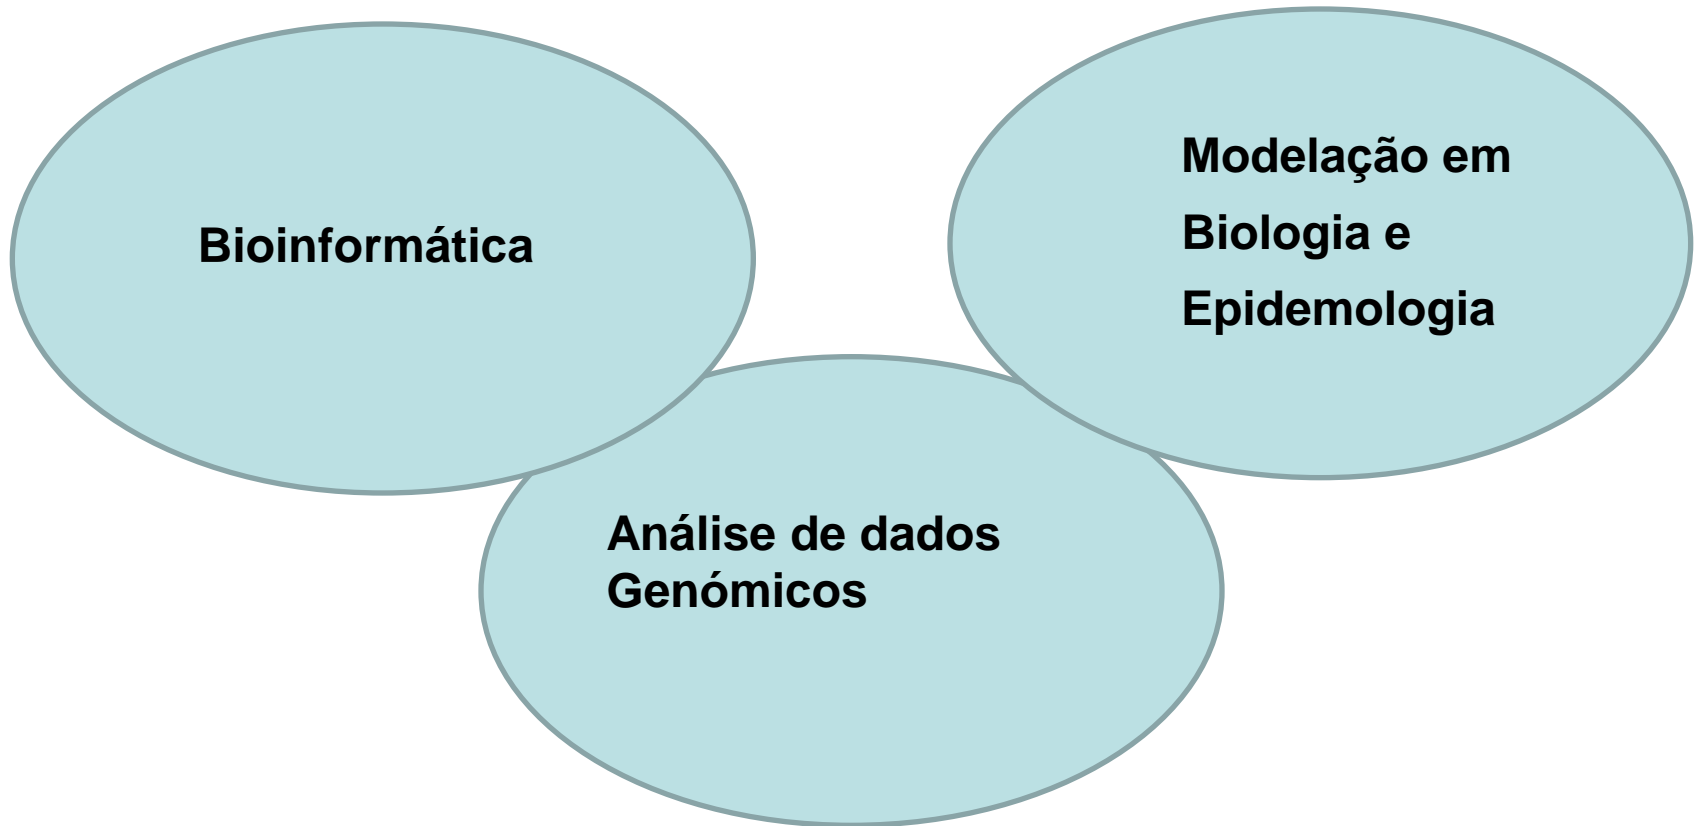 Bioinformática
Modelação em
Biologia e
Epidemologia
Análise de dados
Genómicos